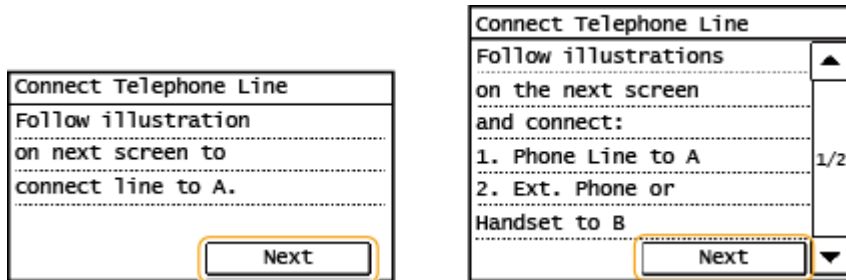 Connect Telephone Line
Follow illustration
on next screen to
connect line to A.
Next
Connect Telephone Line
Follow illustrations
on the next screen
and connect:
1. Phone Line to A
2. Ext. Phone or
Handset to B
1/2
Next